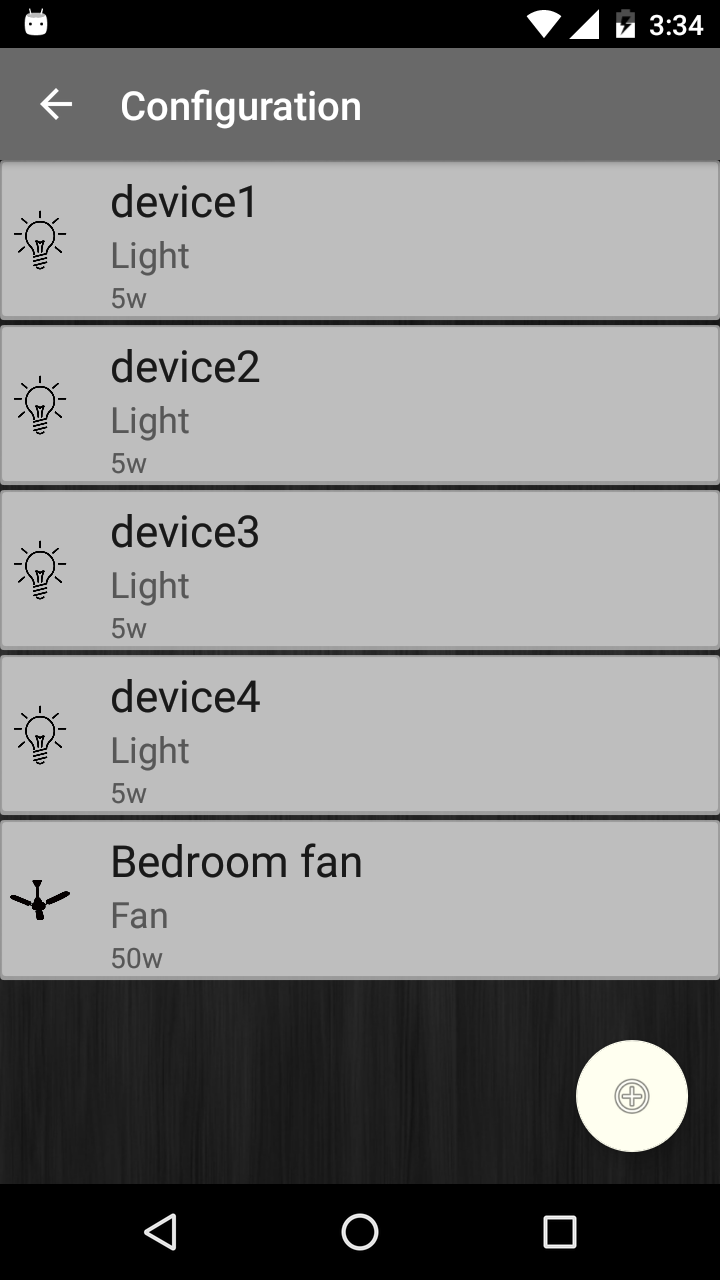 3:34
Configuration
device1
Light
5w
device2
Light
5w
device3
Light
5w
device4
Light
5w
Bedroom fan
Fan
50w